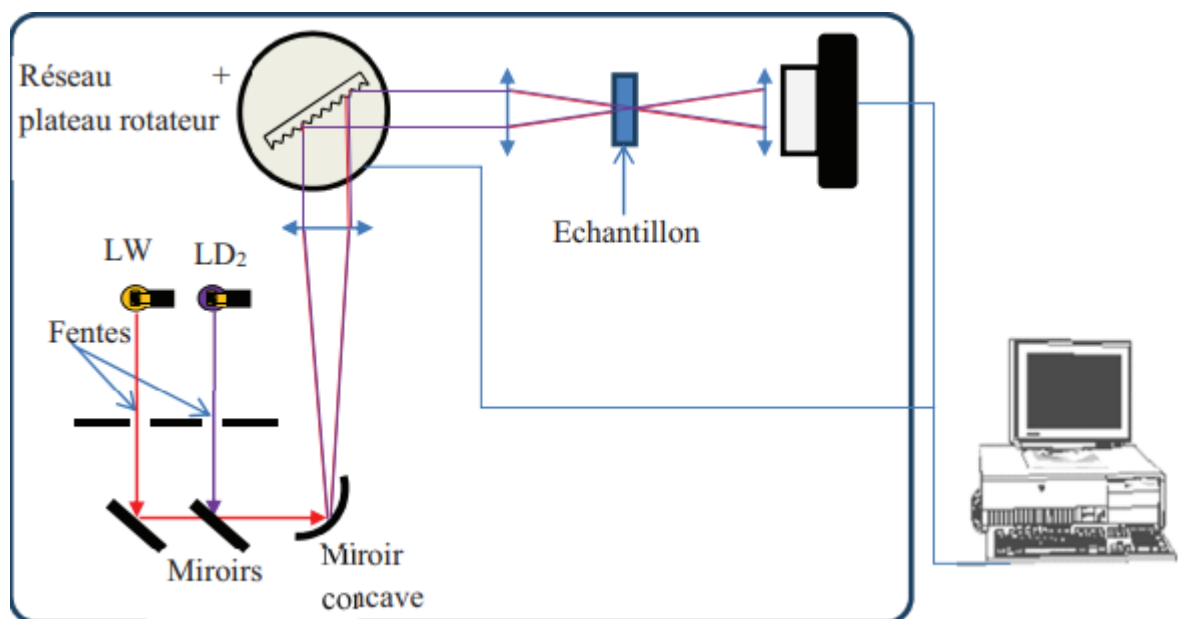 Réseau +
plateau rotateur
Echantillon
LW
LD₂
Fentes
Miroirs
Miroir
concave